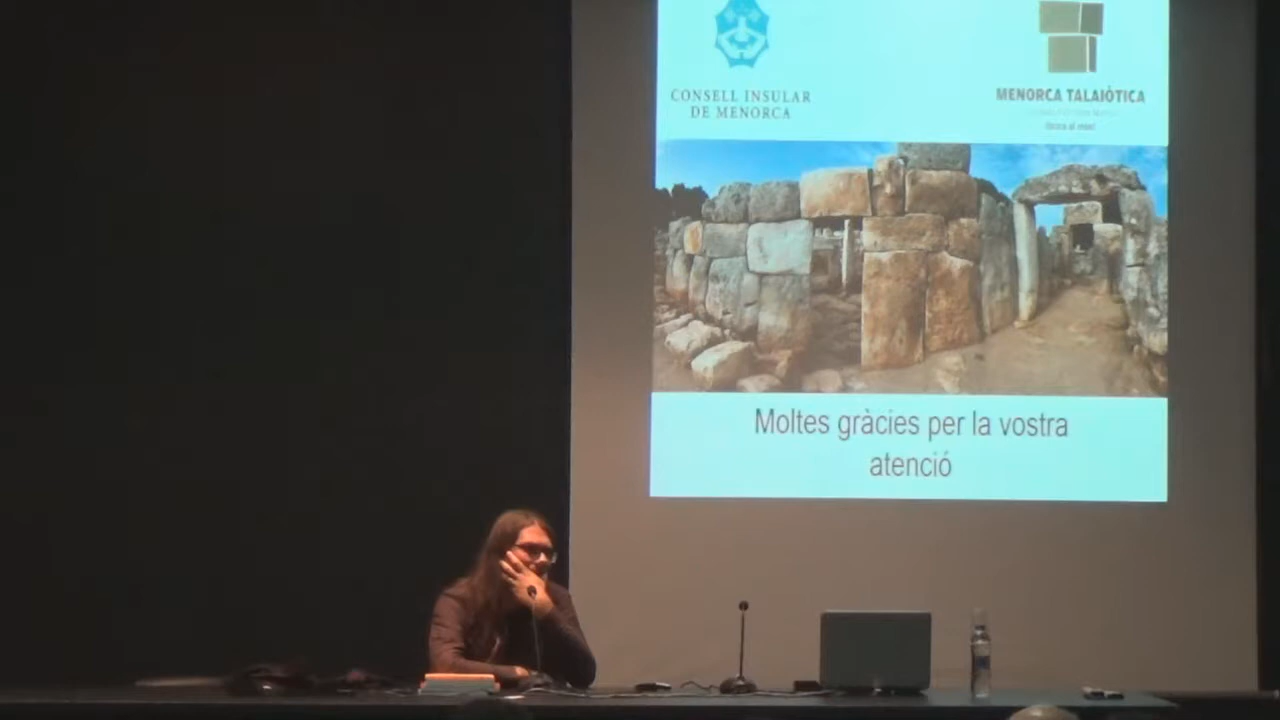 CONSELL INSULAR
DE MENORCA
MENORCA TALAIÒTICA
Moltes gràcies per la vostra
atenció